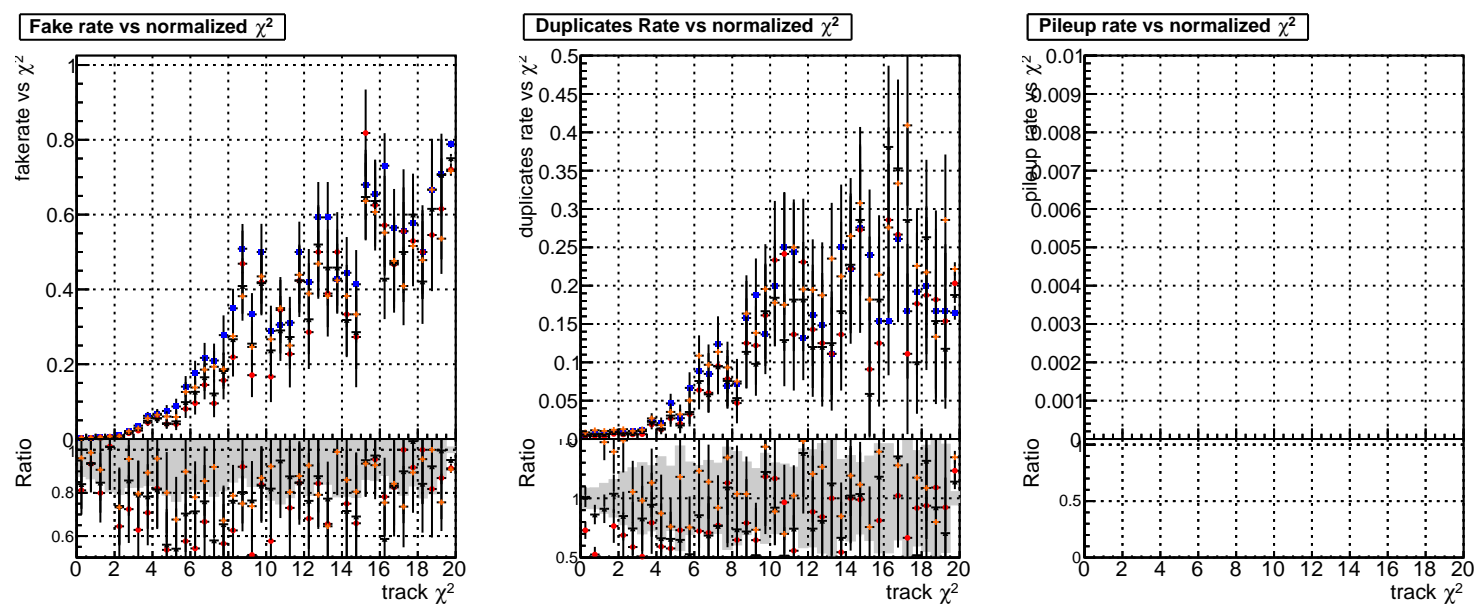 Fake rate vs normalized χ²
fakerate vs χ²
1
0.8
0.6
0.4
0.2
0
Ratio
0.8
0.6
0 2 4 6 8 10 12 14 16 18 20
track χ²
Duplicates Rate vs normalized χ²
duplicates rate vs χ²
0.5
0.45
0.4
0.35
0.3
0.25
0.2
0.15
0.1
0.05
0
Ratio
1
0.5
0 2 4 6 8 10 12 14 16 18 20
track χ²
Pileup rate vs normalized χ²
pileup rate vs χ²
0.01
0.009
0.008
0.007
0.006
0.005
0.004
0.003
0.002
0.001
0
Ratio
1
0.5
0
0 2 4 6 8 10 12 14 16 18 20
track χ²